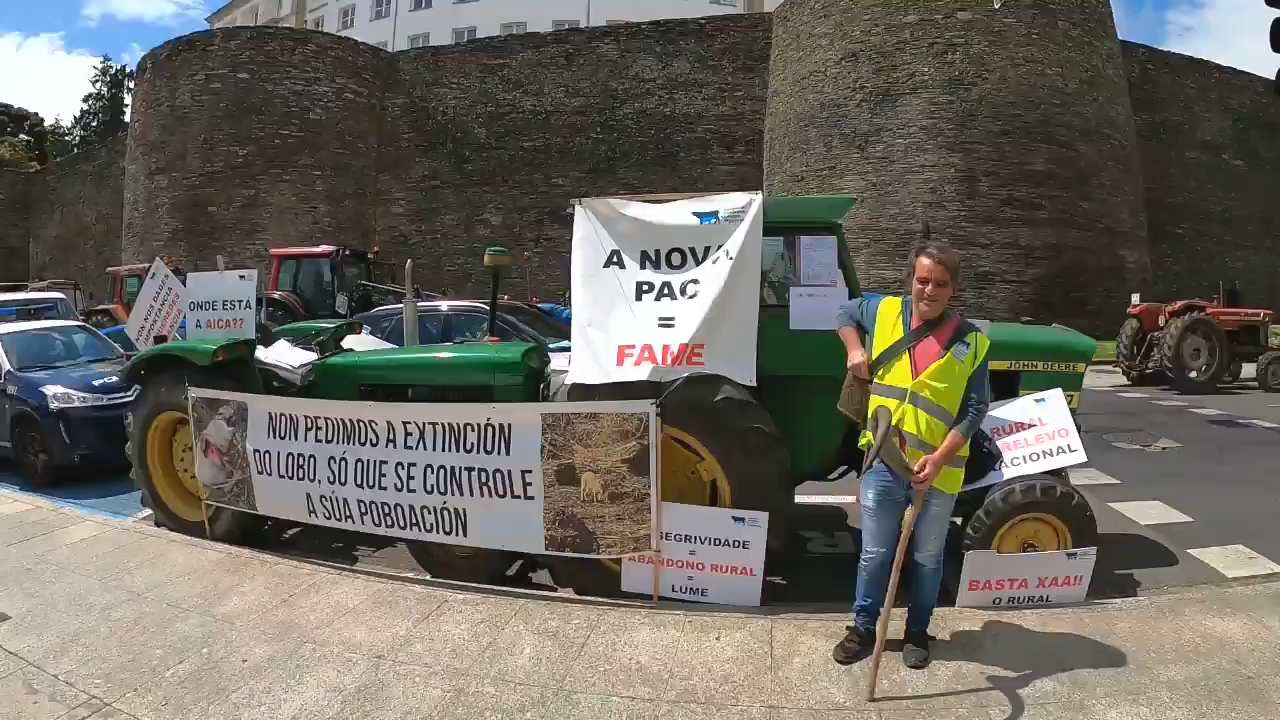 ONDE ESTÁ
A AICA??
A NOVA
PAC
=
FAME
JOHN DEERE
NON PEDIMOS A EXTINCIÓN
DO LOBO, SÓ QUE SE CONTROLE
A SÚA POBOACIÓN
RURAL
RELEVO
SEGRIVIDADE
=
ABANDONO RURAL
=
LUME
BASTA XAA!!
O RURAL